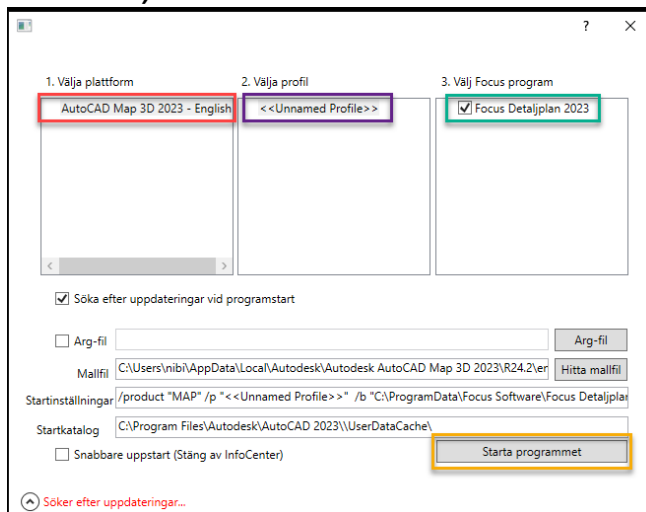 ?
1. Välja plattform 2. Välja profil 3. Välj Focus program
AutoCAD Map 3D 2023 - English <<Unnamed Profile>> Focus Detaljplan 2023
Söka efter uppdateringar vid programstart
Arg-fil Arg-fil
Mallfil C:\Users\nibi\AppData\Local\Autodesk\Autodesk AutoCAD Map 3D 2023\R24.2\er Hitta mallfil
Startinställningar /product "MAP" /p "<<Unnamed Profile>>" /b "C:\ProgramData\Focus Software\Focus Detaljplar
Startkatalog C:\Program Files\Autodesk\AutoCAD 2023\\UserDataCache\
Snabbare uppstart (Stäng av InfoCenter) Starta programmet
Söker efter uppdateringar...